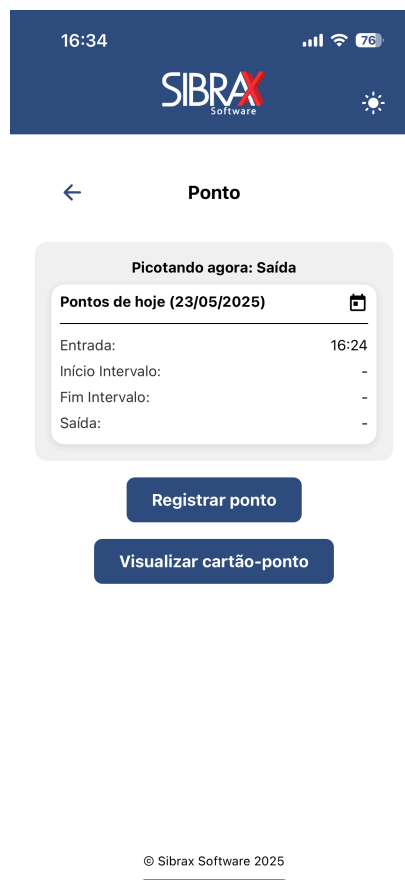 16:34
76
SIBRAX
Software
Ponto
Picotando agora: Saída
Pontos de hoje (23/05/2025)
Entrada: 16:24
Início Intervalo: -
Fim Intervalo: -
Saída: -
Registrar ponto
Visualizar cartão-ponto
© Sibrax Software 2025